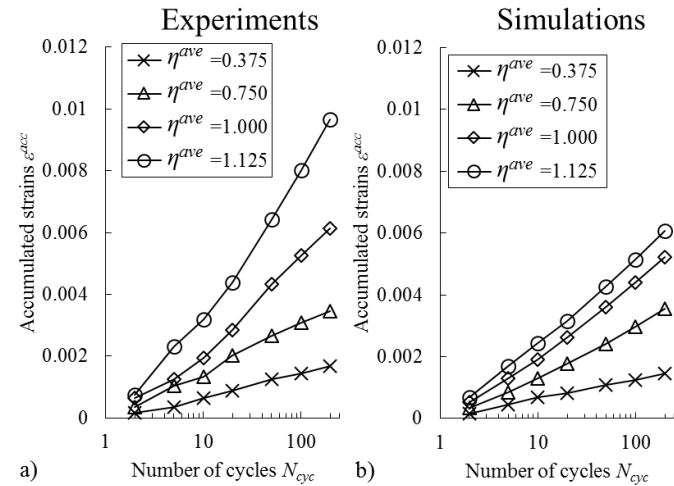 Experiments
Simulations
0.012
0.01
0.008
0.006
0.004
0.002
0
1
10
100
Accumulated strains ε^acc
Number of cycles N_cyc
η^ave =0.375
η^ave =0.750
η^ave =1.000
η^ave =1.125
a)
0.012
0.01
0.008
0.006
0.004
0.002
0
1
10
100
Accumulated strains ε^acc
Number of cycles N_cyc
η^ave =0.375
η^ave =0.750
η^ave =1.000
η^ave =1.125
b)